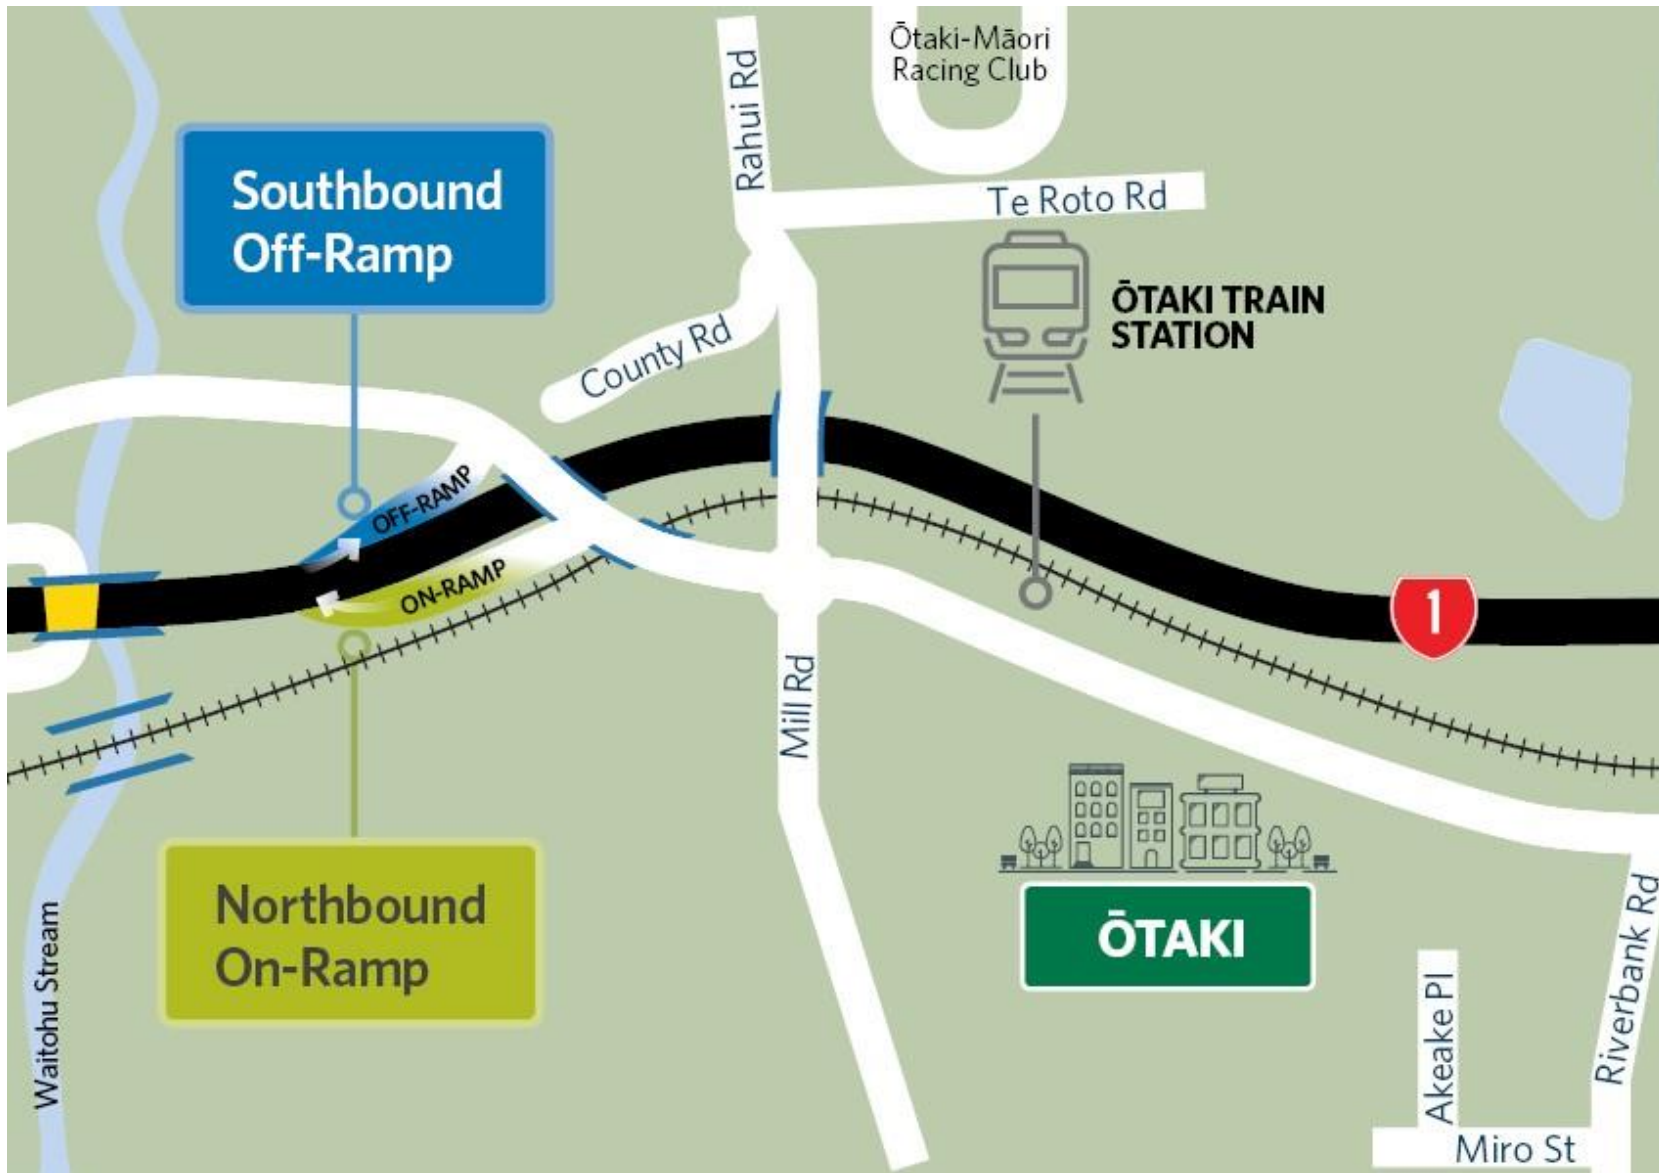 Ōtaki-Māori
Racing Club
Rahui Rd
Southbound
Off-Ramp
Te Roto Rd
ŌTAKI TRAIN
STATION
County Rd
OFF-RAMP
ON-RAMP
1
Mill Rd
Northbound
On-Ramp
ŌTAKI
Waitohu Stream
Riverbank Rd
Akeake Pl
Miro St